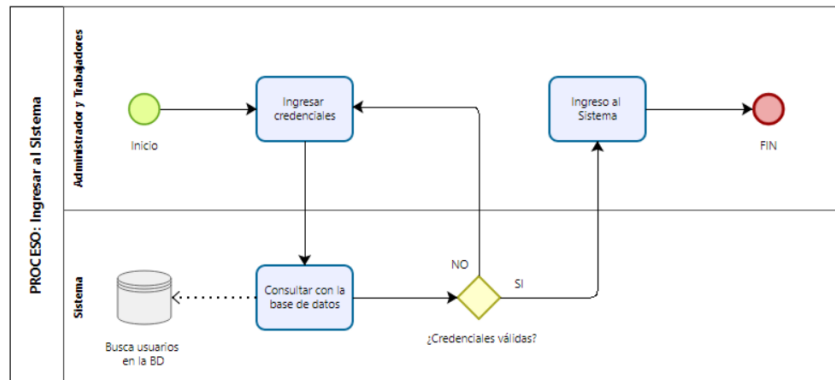 PROCESO: Ingresar al Sistema
Administrador y Trabajadores
Inicio
Ingresar
credenciales
Ingreso al
Sistema
FIN
Sistema
Busca usuarios
en la BD
Consultar con la
base de datos
NO
SI
¿Credenciales válidas?